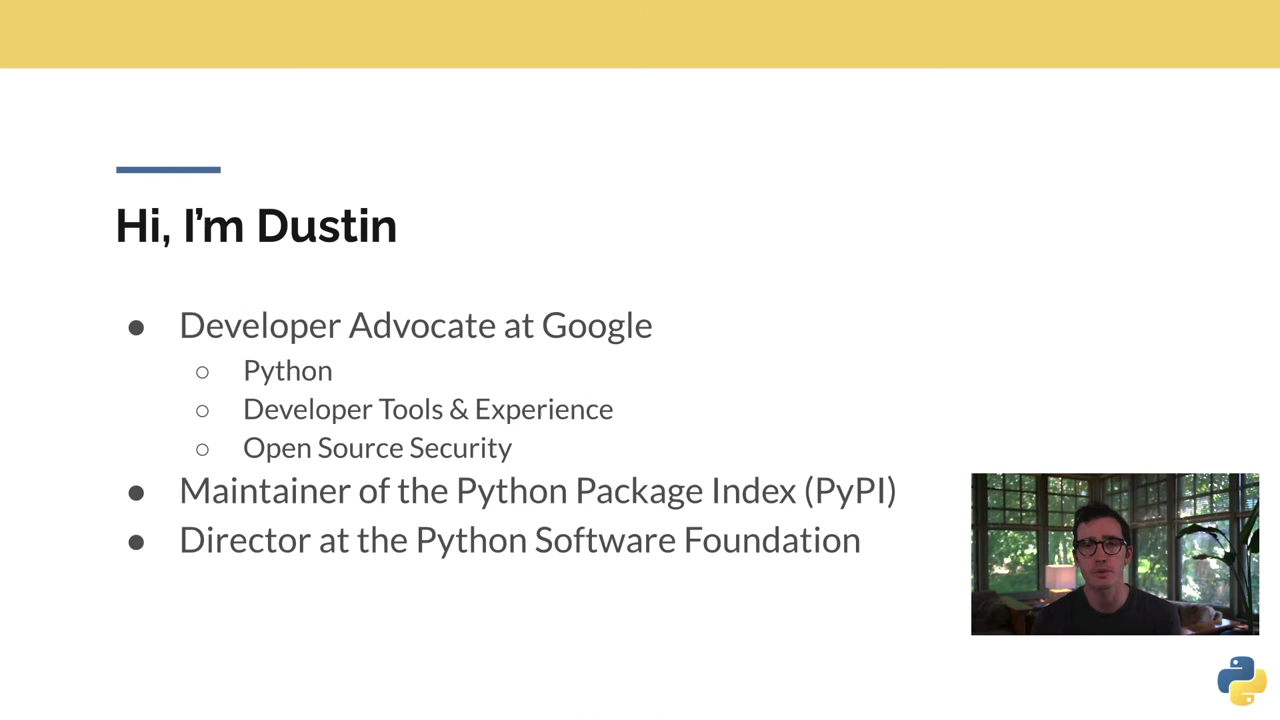 Hi, I’m Dustin
● Developer Advocate at Google
○ Python
○ Developer Tools & Experience
○ Open Source Security
● Maintainer of the Python Package Index (PyPI)
● Director at the Python Software Foundation